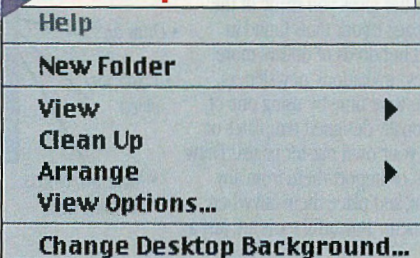 Help
New Folder
View
Clean Up
Arrange
View Options...
Change Desktop Background...